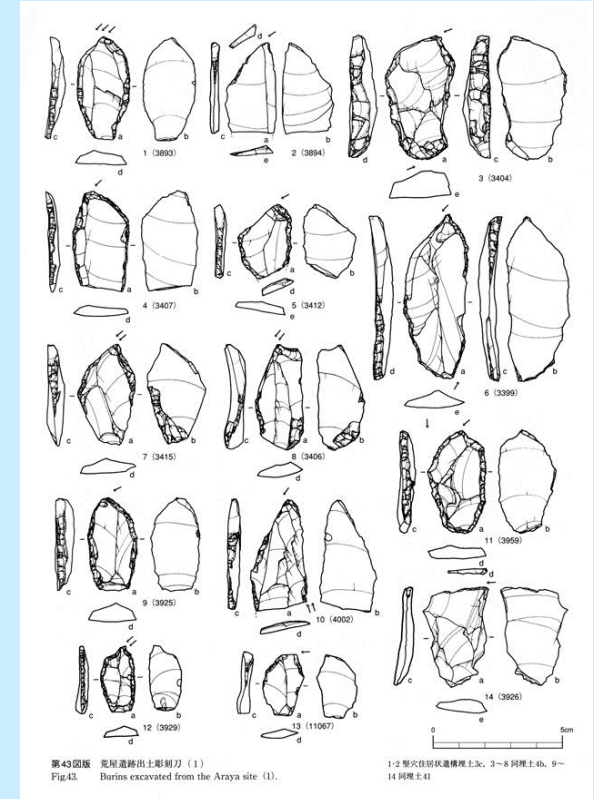 d
c
a
b
1 (3893)
d
d
c
a
b
e
2 (3894)
d
a
c
b
3 (3404)
e
c
a
b
4 (3407)
d
c
a
b
d
5 (3412)
e
d
a
c
b
6 (3399)
e
c
a
b
7 (3415)
d
c
a
b
8 (3406)
d
c
a
b
11 (3959)
d
c
a
b
9 (3925)
d
c
a
b
10 (4002)
d
d
c
a
b
14 (3926)
e
c
a
b
12 (3929)
d
c
a
b
13 (11067)
d
0 5cm
第43図版 荒屋遺跡出土彫刻刀(1)
Fig.43. Burins excavated from the Araya site (1).
1・2 竪穴住居状遺構埋土3c, 3~8 同埋土4b, 9~
14 同埋土41